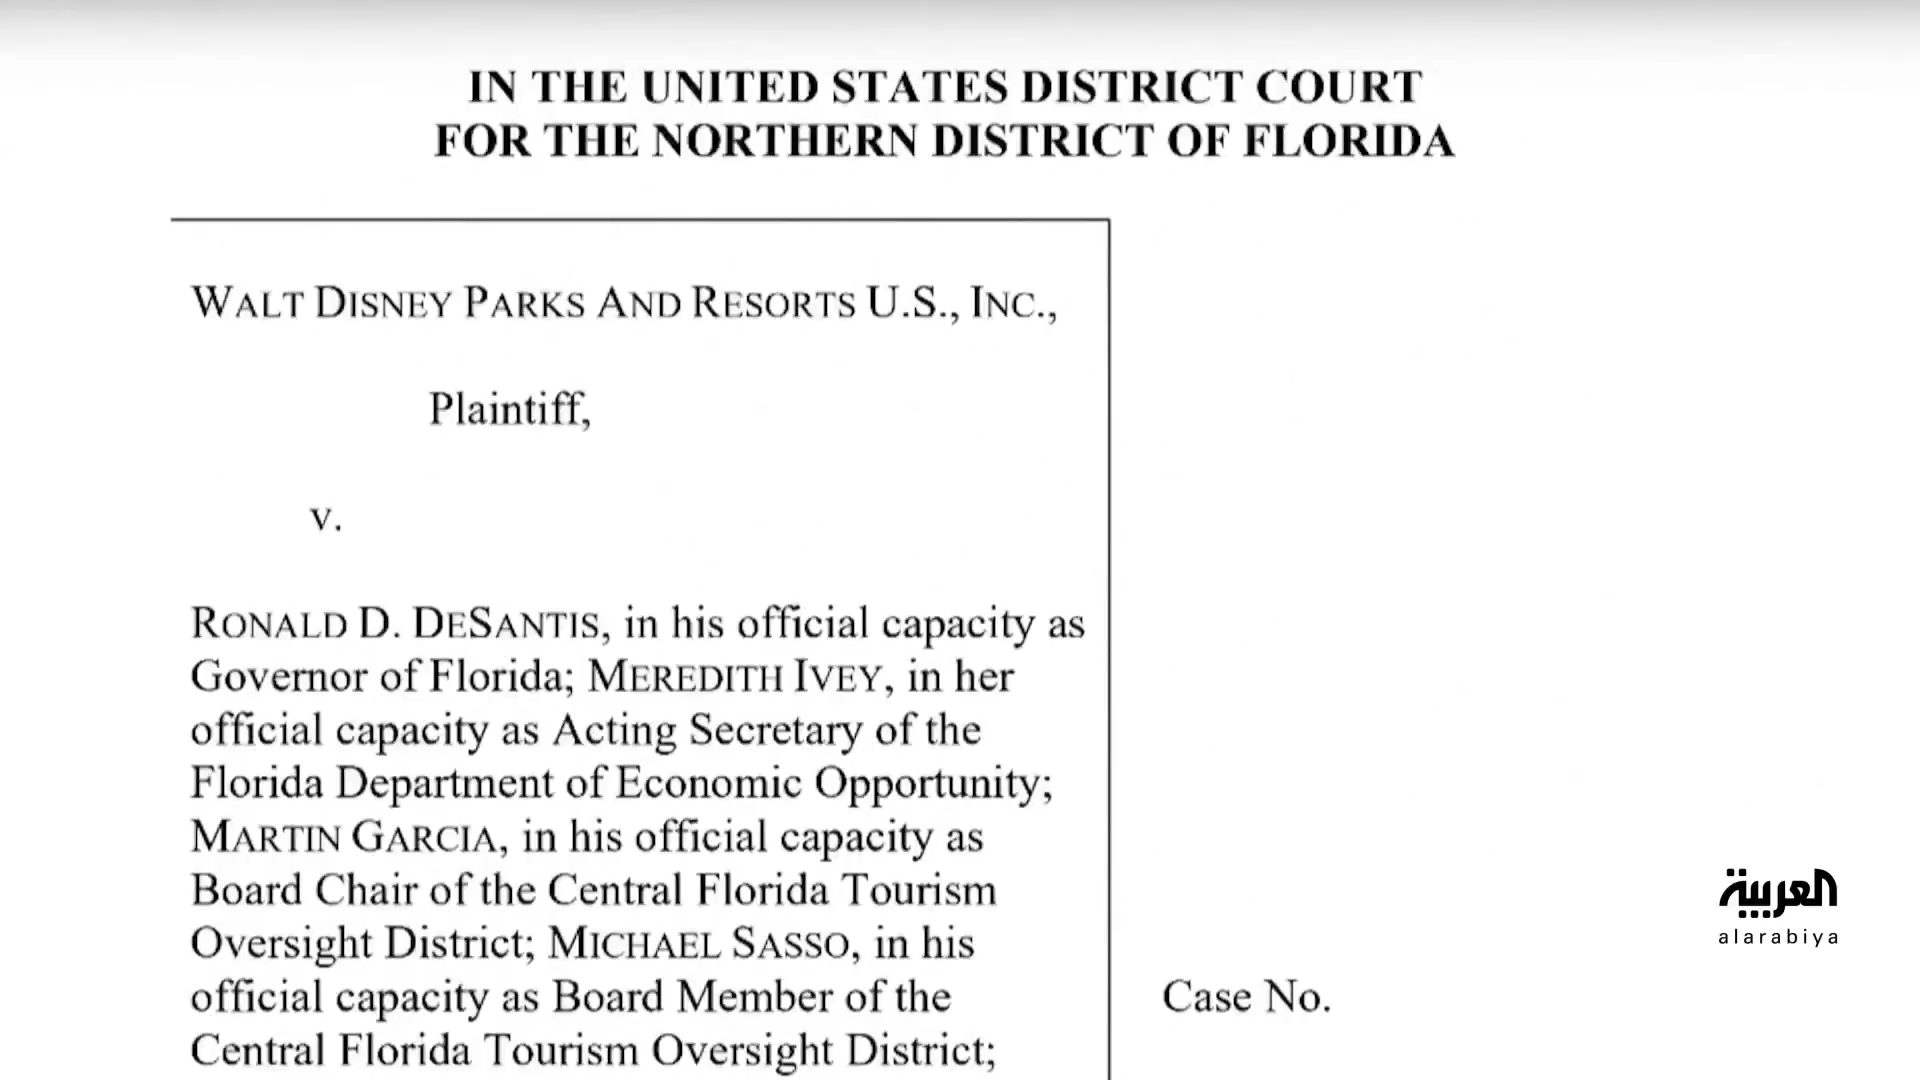 IN THE UNITED STATES DISTRICT COURT
FOR THE NORTHERN DISTRICT OF FLORIDA
WALT DISNEY PARKS AND RESORTS U.S., INC.,
Plaintiff,
v.
RONALD D. DESANTIS, in his official capacity as
Governor of Florida; MEREDITH IVEY, in her
official capacity as Acting Secretary of the
Florida Department of Economic Opportunity;
MARTIN GARCIA, in his official capacity as
Board Chair of the Central Florida Tourism
Oversight District; MICHAEL SASSO, in his
official capacity as Board Member of the
Central Florida Tourism Oversight District;
Case No.
العربية
alarabiya